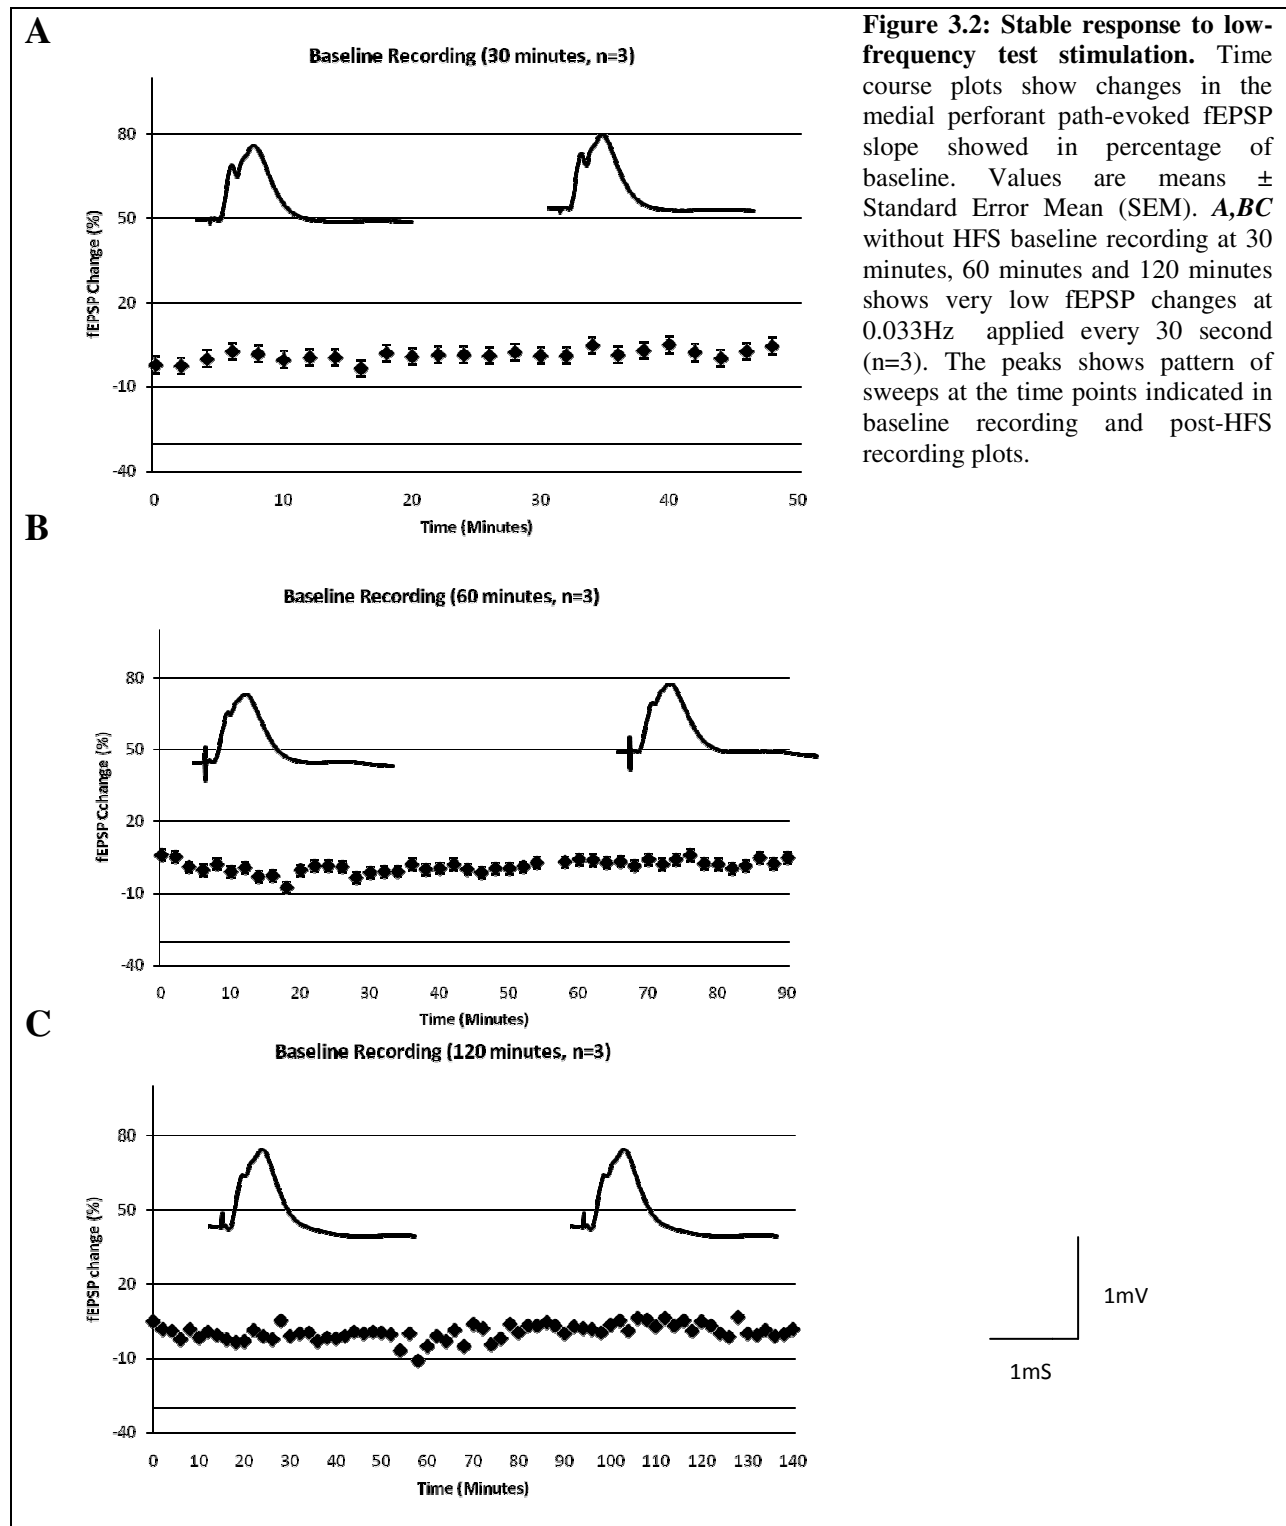 A
Baseline Recording (30 minutes, n=3)
fEPSP Change (%)
80
50
20
-10
-40
0 10 20 30 40 50
Time (Minutes)
Figure 3.2: Stable response to low-
frequency test stimulation. Time
course plots show changes in the
medial perforant path-evoked fEPSP
slope showed in percentage of
baseline. Values are means ±
Standard Error Mean (SEM). A,BC
without HFS baseline recording at 30
minutes, 60 minutes and 120 minutes
shows very low fEPSP changes at
0.033Hz applied every 30 second
(n=3). The peaks shows pattern of
sweeps at the time points indicated in
baseline recording and post-HFS
recording plots.
B
Baseline Recording (60 minutes, n=3)
fEPSP Cchange (%)
80
50
20
-10
-40
0 10 20 30 40 50 60 70 80 90
Time (Minutes)
C
Baseline Recording (120 minutes, n=3)
fEPSP change (%)
80
50
20
-10
-40
0 10 20 30 40 50 60 70 80 90 100 110 120 130 140
Time (Minutes)
1mV
1mS